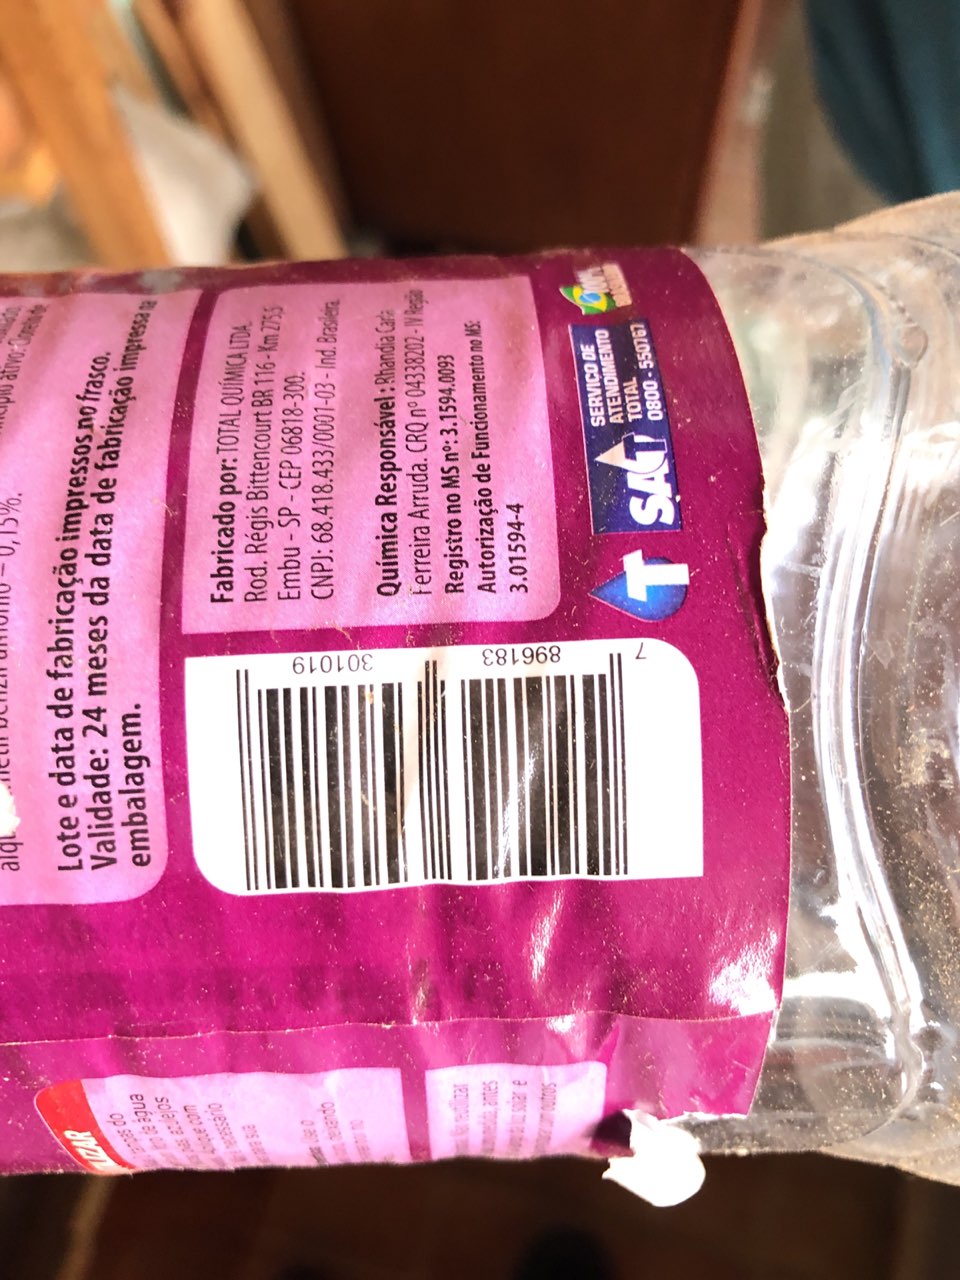 0,15%.
Lote e data de fabricação impressos no frasco.
Validade: 24 meses da data de fabricação impressa na
embalagem.
Fabricado por: TOTAL QUÍMICA LTDA.
Rod. Régis Bittencourt BR 116 - Km 275,5
Embu - SP - CEP 06818-300.
CNPJ: 68.418.433/0001-03 - Ind. Brasileira.
Química Responsável: Rhandia Carla
Ferreira Arruda. CRQ nº 04338202 - IV Região
Registro no MS nº: 3.1594.0093
Autorização de Funcionamento no MS:
3.01594-4
T SAT
SERVIÇO DE
ATENDIMENTO
TOTAL
0800 - 550767
100%
7 896183 301019
água
azulejos
necessário